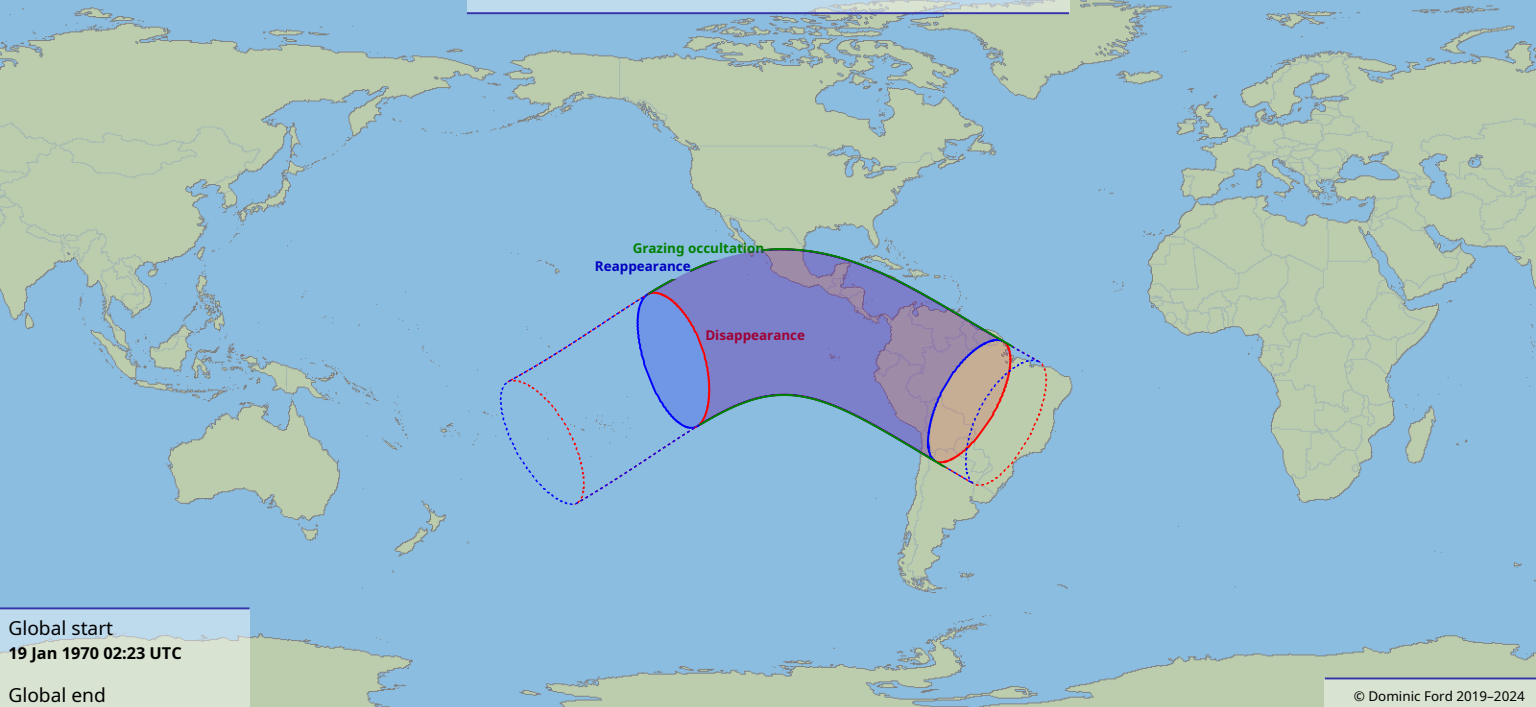 Grazing occultation
Reappearance
Disappearance
Global start
19 Jan 1970 02:23 UTC
Global end
© Dominic Ford 2019–2024